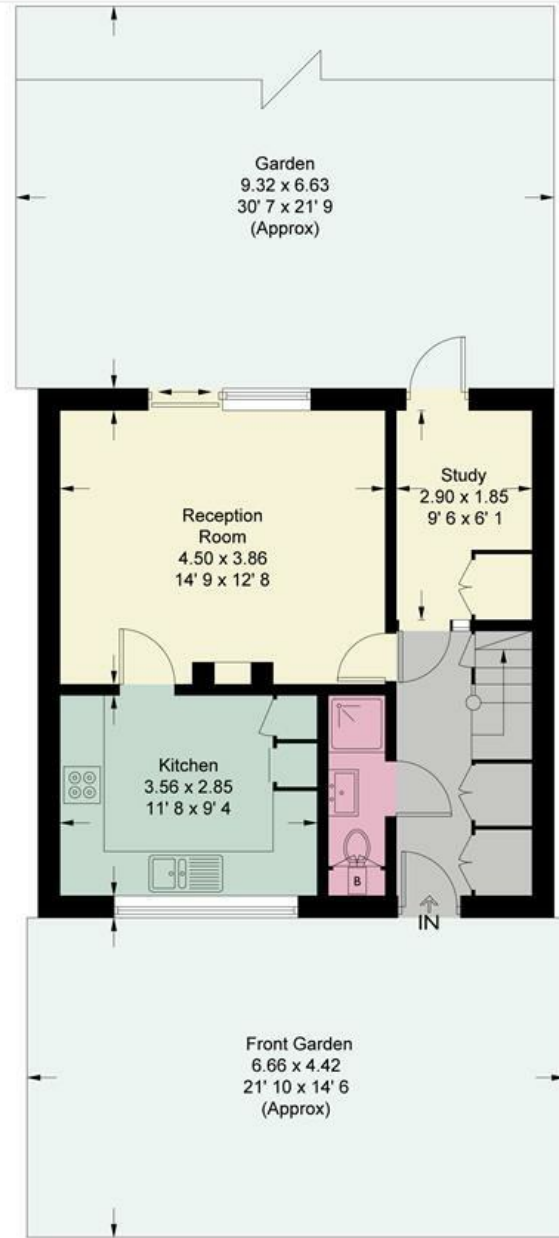 Garden
9.32 x 6.63
30' 7 x 21' 9
(Approx)
Reception
Room
4.50 x 3.86
14' 9 x 12' 8
Study
2.90 x 1.85
9' 6 x 6' 1
Kitchen
3.56 x 2.85
11' 8 x 9' 4
B
IN
Front Garden
6.66 x 4.42
21' 10 x 14' 6
(Approx)